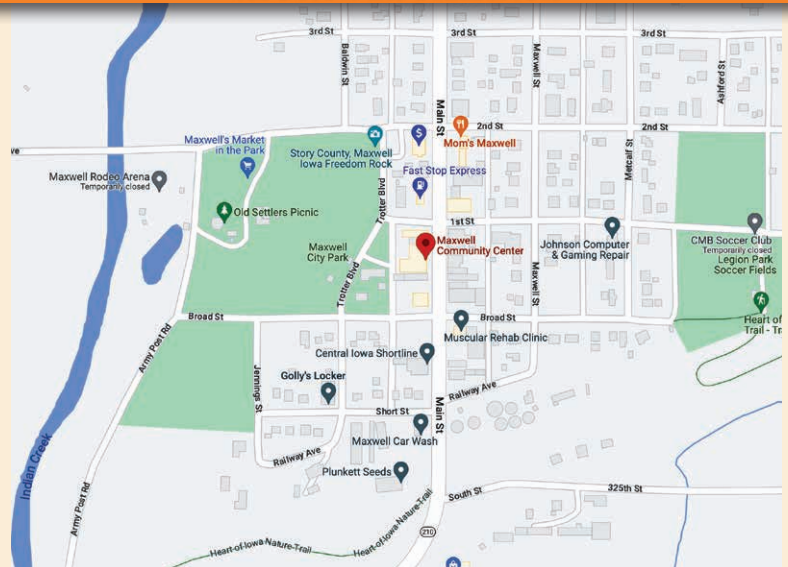 3rd St
3rd St
3rd St
Baldwin St
Main St
Maxwell St
Ashford St
2nd St
2nd St
ve
Maxwell's Market
in the Park
Story County, Maxwell
Iowa Freedom Rock
Mom's Maxwell
Metcalf St
Maxwell Rodeo Arena
Temporarily closed
Fast Stop Express
Trotter Blvd
Old Settlers Picnic
1st St
Maxwell
City Park
Maxwell
Community Center
Johnson Computer
& Gaming Repair
CMB Soccer Club
Temporarily closed
Legion Park
Soccer Fields
Trotter Blvd
Maxwell St
Broad St
Broad St
Heart of
Trail - Tr
Army Post Rd
Muscular Rehab Clinic
Central Iowa Shortline
Golly's Locker
Jennings St
Railway Ave
Short St
Main St
Maxwell Car Wash
Railway Ave
Plunkett Seeds
Indian Creek
Army Post Rd
South St
325th St
210
Heart of Iowa Nature Trail
Heart of Iowa Nature Trail